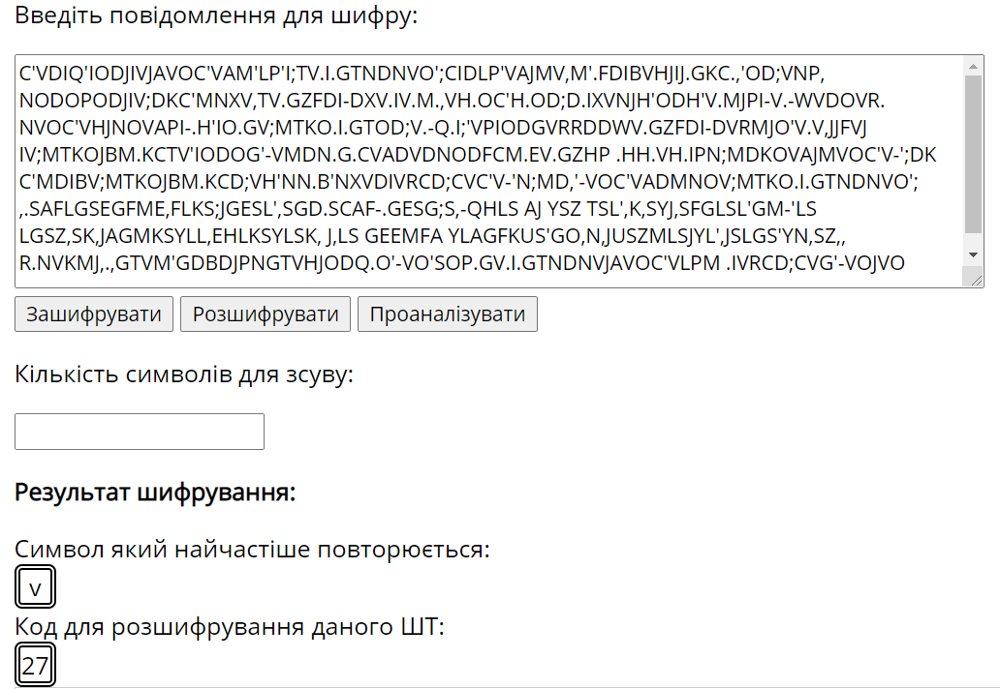 Введіть повідомлення для шифру:
C'VDIQ'IODJIVJAVOC'VAM'LP'I;TV.I.GTNDNVO';CIDLP'VAJMV,M'.FDIBVHJIJ.GKC.,'OD;VNP,
NODOPODJIV;DKC'MNXV,TV.GZFDI-DXV.IV.M.,VH.OC'H.OD;D.IXVNJH'ODH'V.MJPI-V.-WVDOVR.
NVOC'VHJNOVAPI-.H'IO.GV;MTKO.I.GTOD;V.-Q.I;'VPIODGVRRDDWV.GZFDI-DVRMJO'V.V,JJFVJ
IV;MTKOJBM.KCTV'IODOG'-VMDN.G.CVADVDNODFCM.EV.GZHP .HH.VH.IPN;MDKOVAJMVOC'V-';DK
C'MDIBV;MTKOJBM.KCD;VH'NN.B'NXVDIVRCD;CVC'V-'N;MD,'-VOC'VADMNOV;MTKO.I.GTNDNVO';
,.SAFLGSEGFME,FLKS;JGESL',SGD.SCAF-.GESG;S,-QHLS AJ YSZ TSL',K,SYJ,SFGLSL'GM-'LS
LGSZ,SK,JAGMKSYLL,EHLKSYLSK, J,LS GEEMFA YLAGFKUS'GO,N,JUSZMLSJYL',JSLGS'YN,SZ,,
R.NVKMJ,.,GTVM'GDBDJPNGTVHJODQ.O'-VO'SOP.GV.I.GTNDNVJAVOC'VLPM .IVRCD;CVG'-VOJVO
Зашифрувати
Розшифрувати
Проаналізувати
Кількість символів для зсуву:
Результат шифрування:
Символ який найчастіше повторюється:
v
Код для розшифрування даного ШТ:
27